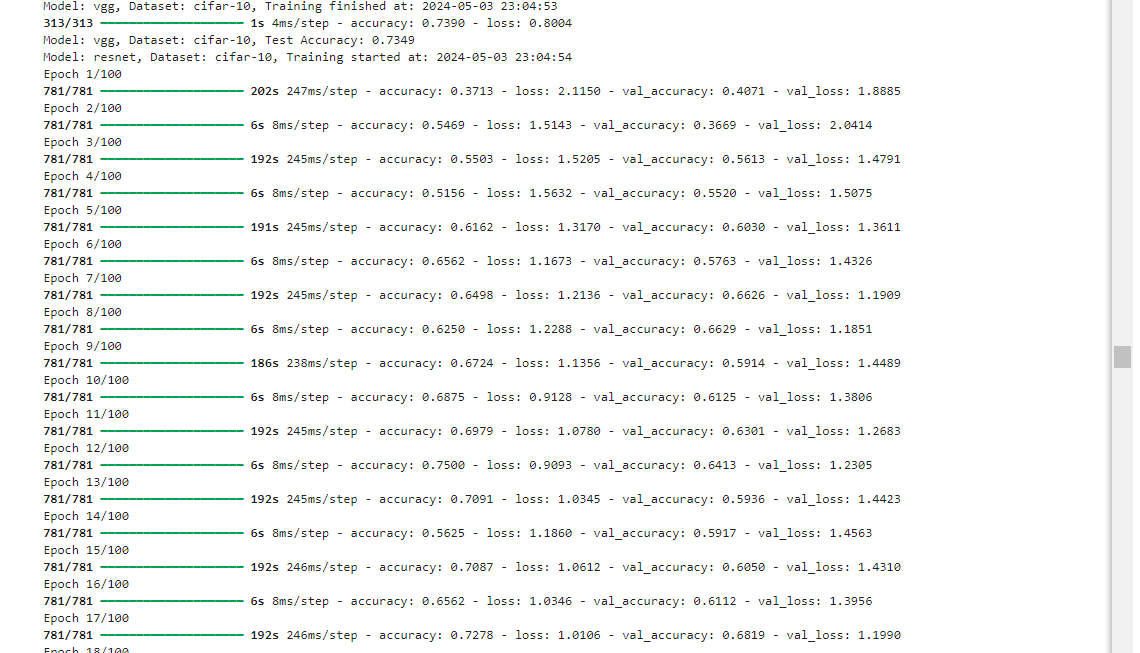 Model: vgg, Dataset: cifar-10, Training finished at: 2024-05-03 23:04:53
313/313 ━━━━━━━━━━━━━━━━━━━━ 1s 4ms/step - accuracy: 0.7390 - loss: 0.8004
Model: vgg, Dataset: cifar-10, Test Accuracy: 0.7349
Model: resnet, Dataset: cifar-10, Training started at: 2024-05-03 23:04:54
Epoch 1/100
781/781 ━━━━━━━━━━━━━━━━━━━━ 202s 247ms/step - accuracy: 0.3713 - loss: 2.1150 - val_accuracy: 0.4071 - val_loss: 1.8885
Epoch 2/100
781/781 ━━━━━━━━━━━━━━━━━━━━ 6s 8ms/step - accuracy: 0.5469 - loss: 1.5143 - val_accuracy: 0.3669 - val_loss: 2.0414
Epoch 3/100
781/781 ━━━━━━━━━━━━━━━━━━━━ 192s 245ms/step - accuracy: 0.5503 - loss: 1.5205 - val_accuracy: 0.5613 - val_loss: 1.4791
Epoch 4/100
781/781 ━━━━━━━━━━━━━━━━━━━━ 6s 8ms/step - accuracy: 0.5156 - loss: 1.5632 - val_accuracy: 0.5520 - val_loss: 1.5075
Epoch 5/100
781/781 ━━━━━━━━━━━━━━━━━━━━ 191s 245ms/step - accuracy: 0.6162 - loss: 1.3170 - val_accuracy: 0.6030 - val_loss: 1.3611
Epoch 6/100
781/781 ━━━━━━━━━━━━━━━━━━━━ 6s 8ms/step - accuracy: 0.6562 - loss: 1.1673 - val_accuracy: 0.5763 - val_loss: 1.4326
Epoch 7/100
781/781 ━━━━━━━━━━━━━━━━━━━━ 192s 245ms/step - accuracy: 0.6498 - loss: 1.2136 - val_accuracy: 0.6626 - val_loss: 1.1909
Epoch 8/100
781/781 ━━━━━━━━━━━━━━━━━━━━ 6s 8ms/step - accuracy: 0.6250 - loss: 1.2288 - val_accuracy: 0.6629 - val_loss: 1.1851
Epoch 9/100
781/781 ━━━━━━━━━━━━━━━━━━━━ 186s 238ms/step - accuracy: 0.6724 - loss: 1.1356 - val_accuracy: 0.5914 - val_loss: 1.4489
Epoch 10/100
781/781 ━━━━━━━━━━━━━━━━━━━━ 6s 8ms/step - accuracy: 0.6875 - loss: 0.9128 - val_accuracy: 0.6125 - val_loss: 1.3806
Epoch 11/100
781/781 ━━━━━━━━━━━━━━━━━━━━ 192s 245ms/step - accuracy: 0.6979 - loss: 1.0780 - val_accuracy: 0.6301 - val_loss: 1.2683
Epoch 12/100
781/781 ━━━━━━━━━━━━━━━━━━━━ 6s 8ms/step - accuracy: 0.7500 - loss: 0.9093 - val_accuracy: 0.6413 - val_loss: 1.2305
Epoch 13/100
781/781 ━━━━━━━━━━━━━━━━━━━━ 192s 245ms/step - accuracy: 0.7091 - loss: 1.0345 - val_accuracy: 0.5936 - val_loss: 1.4423
Epoch 14/100
781/781 ━━━━━━━━━━━━━━━━━━━━ 6s 8ms/step - accuracy: 0.5625 - loss: 1.1860 - val_accuracy: 0.5917 - val_loss: 1.4563
Epoch 15/100
781/781 ━━━━━━━━━━━━━━━━━━━━ 192s 246ms/step - accuracy: 0.7087 - loss: 1.0612 - val_accuracy: 0.6050 - val_loss: 1.4310
Epoch 16/100
781/781 ━━━━━━━━━━━━━━━━━━━━ 6s 8ms/step - accuracy: 0.6562 - loss: 1.0346 - val_accuracy: 0.6112 - val_loss: 1.3956
Epoch 17/100
781/781 ━━━━━━━━━━━━━━━━━━━━ 192s 246ms/step - accuracy: 0.7278 - loss: 1.0106 - val_accuracy: 0.6819 - val_loss: 1.1990
Epoch 18/100